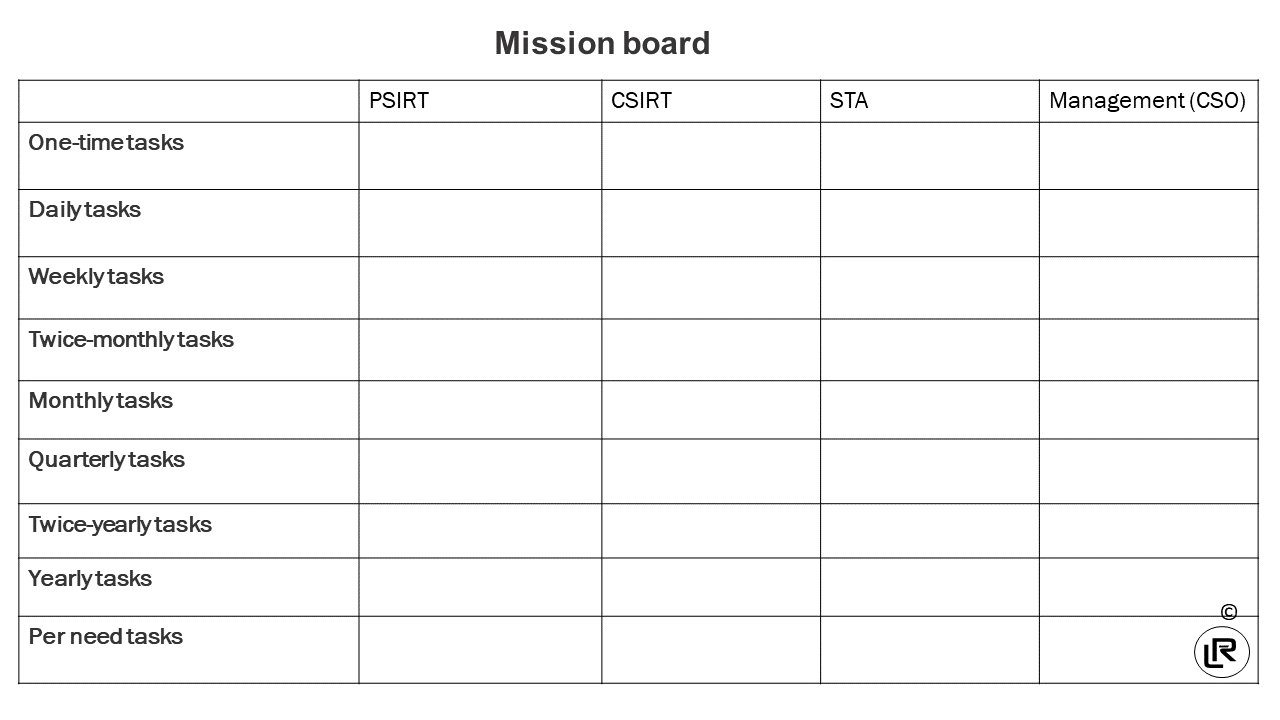 Mission board
PSIRT CSIRT STA Management (CSO)
One-time tasks
Daily tasks
Weekly tasks
Twice-monthly tasks
Monthly tasks
Quarterly tasks
Twice-yearly tasks
Yearly tasks
©
Per need tasks
LR